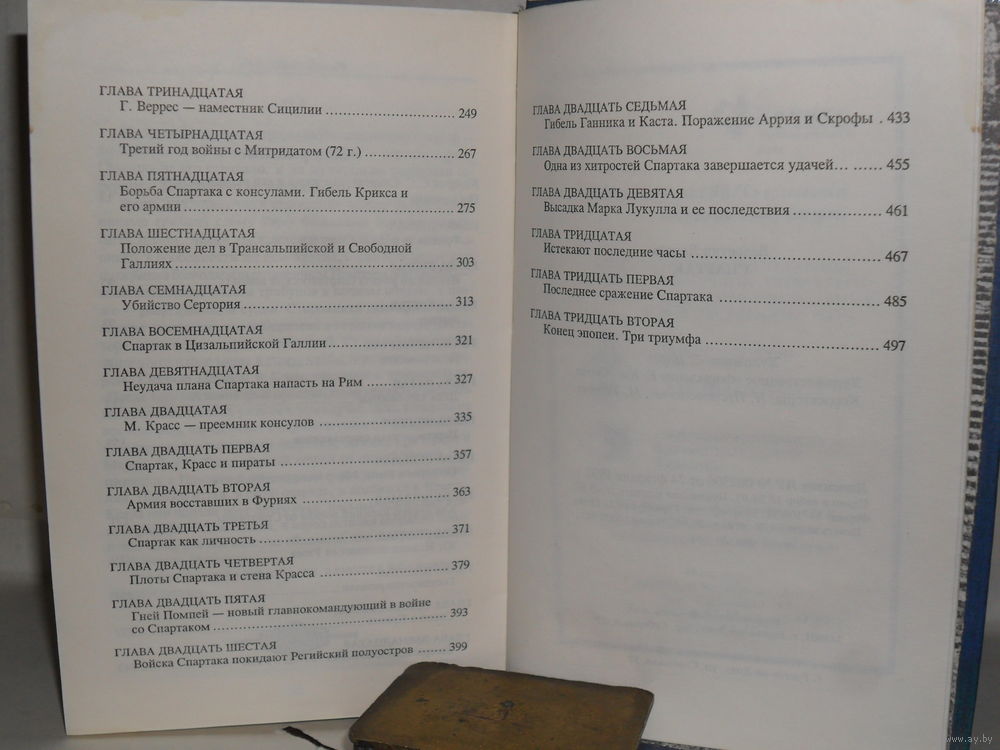 ГЛАВА ТРИНАДЦАТАЯ
Г. Веррес — наместник Сицилии .............................. 249
ГЛАВА ЧЕТЫРНАДЦАТАЯ
Третий год войны с Митридатом (72 г.) ..................... 267
ГЛАВА ПЯТНАДЦАТАЯ
Борьба Спартака с консулами. Гибель Крикса и
его армии ............................................................ 275
ГЛАВА ШЕСТНАДЦАТАЯ
Положение дел в Трансальпийской и Свободной
Галлиях ............................................................... 303
ГЛАВА СЕМНАДЦАТАЯ
Убийство Сертория ................................................ 313
ГЛАВА ВОСЕМНАДЦАТАЯ
Спартак в Цизальпийской Галлии ............................. 321
ГЛАВА ДЕВЯТНАДЦАТАЯ
Неудача плана Спартака напасть на Рим .................... 327
ГЛАВА ДВАДЦАТАЯ
М. Красс — преемник консулов ............................... 335
ГЛАВА ДВАДЦАТЬ ПЕРВАЯ
Спартак, Красс и пираты ........................................ 357
ГЛАВА ДВАДЦАТЬ ВТОРАЯ
Армия восставших в Фуриях .................................... 363
ГЛАВА ДВАДЦАТЬ ТРЕТЬЯ
Спартак как личность ............................................. 371
ГЛАВА ДВАДЦАТЬ ЧЕТВЕРТАЯ
Плоты Спартака и стена Красса ................................ 379
ГЛАВА ДВАДЦАТЬ ПЯТАЯ
Гней Помпей — новый главнокомандующий в войне
со Спартаком ........................................................ 393
ГЛАВА ДВАДЦАТЬ ШЕСТАЯ
Войска Спартака покидают Регийский полуостров ....... 399
ГЛАВА ДВАДЦАТЬ СЕДЬМАЯ
Гибель Ганника и Каста. Поражение Аррия и Скрофы . 433
ГЛАВА ДВАДЦАТЬ ВОСЬМАЯ
Одна из хитростей Спартака завершается удачей... ...... 455
ГЛАВА ДВАДЦАТЬ ДЕВЯТАЯ
Высадка Марка Лукулла и ее последствия .................. 461
ГЛАВА ТРИДЦАТАЯ
Истекают последние часы ........................................ 467
ГЛАВА ТРИДЦАТЬ ПЕРВАЯ
Последнее сражение Спартака .................................. 485
ГЛАВА ТРИДЦАТЬ ВТОРАЯ
Конец эпопеи. Три триумфа ..................................... 497
www.ay.by